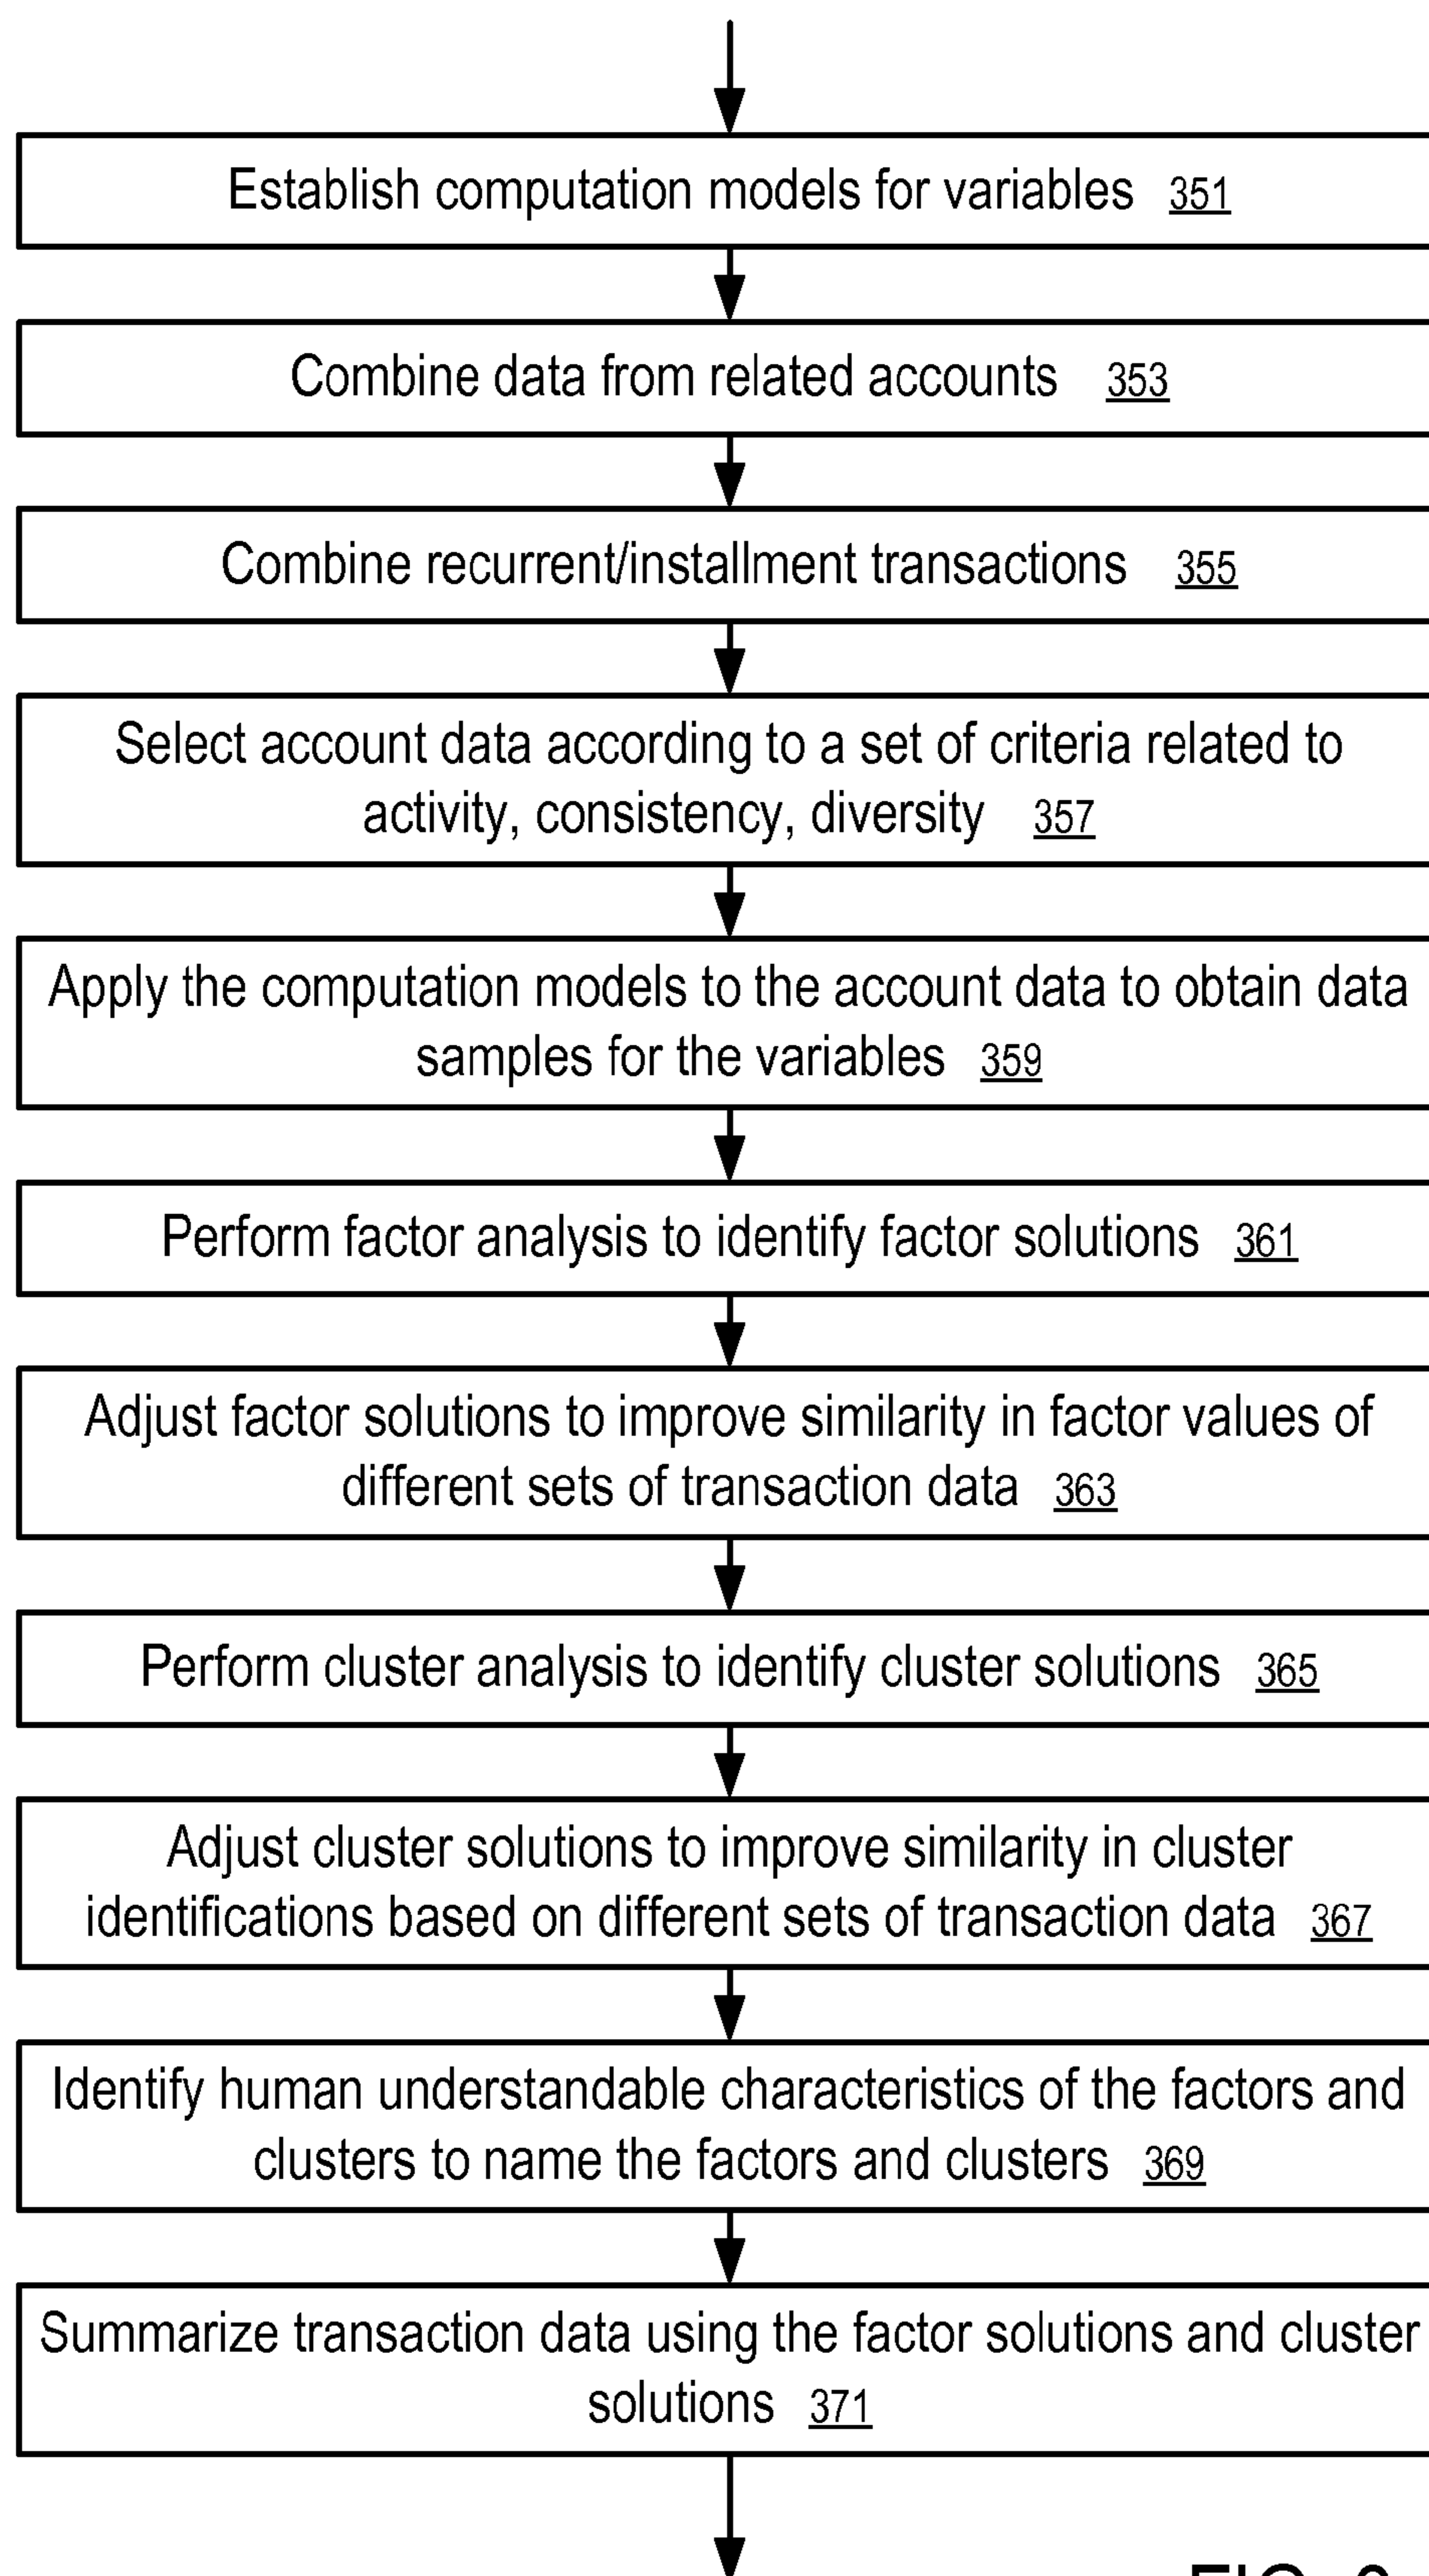 Establish computation models for variables 351
Combine data from related accounts 353
Combine recurrent/installment transactions 355
Select account data according to a set of criteria related to
activity, consistency, diversity 357
Apply the computation models to the account data to obtain data
samples for the variables 359
Perform factor analysis to identify factor solutions 361
Adjust factor solutions to improve similarity in factor values of
different sets of transaction data 363
Perform cluster analysis to identify cluster solutions 365
Adjust cluster solutions to improve similarity in cluster
identifications based on different sets of transaction data 367
Identify human understandable characteristics of the factors and
clusters to name the factors and clusters 369
Summarize transaction data using the factor solutions and cluster
solutions 371
FIG.